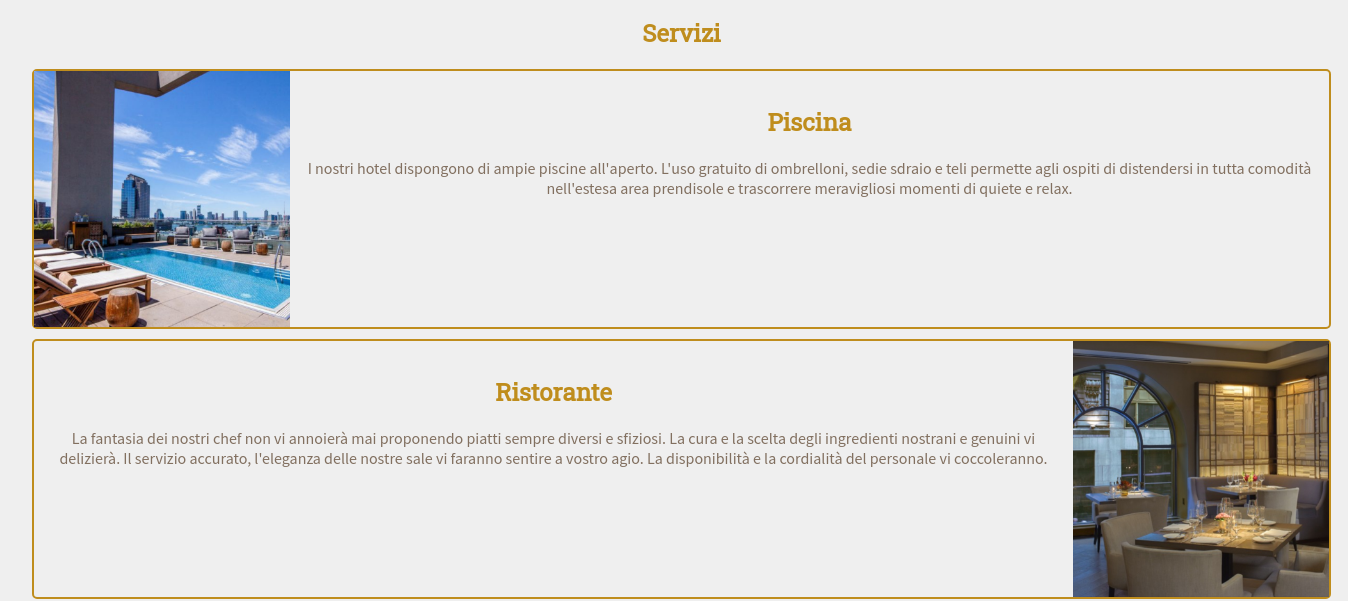 Servizi
Piscina
I nostri hotel dispongono di ampie piscine all'aperto. L'uso gratuito di ombrelloni, sedie sdraio e teli permette agli ospiti di distendersi in tutta comodità
nell'estesa area prendisole e trascorrere meravigliosi momenti di quiete e relax.
Ristorante
La fantasia dei nostri chef non vi annoierà mai proponendo piatti sempre diversi e sfiziosi. La cura e la scelta degli ingredienti nostrani e genuini vi
delizierà. Il servizio accurato, l'eleganza delle nostre sale vi faranno sentire a vostro agio. La disponibilità e la cordialità del personale vi coccoleranno.